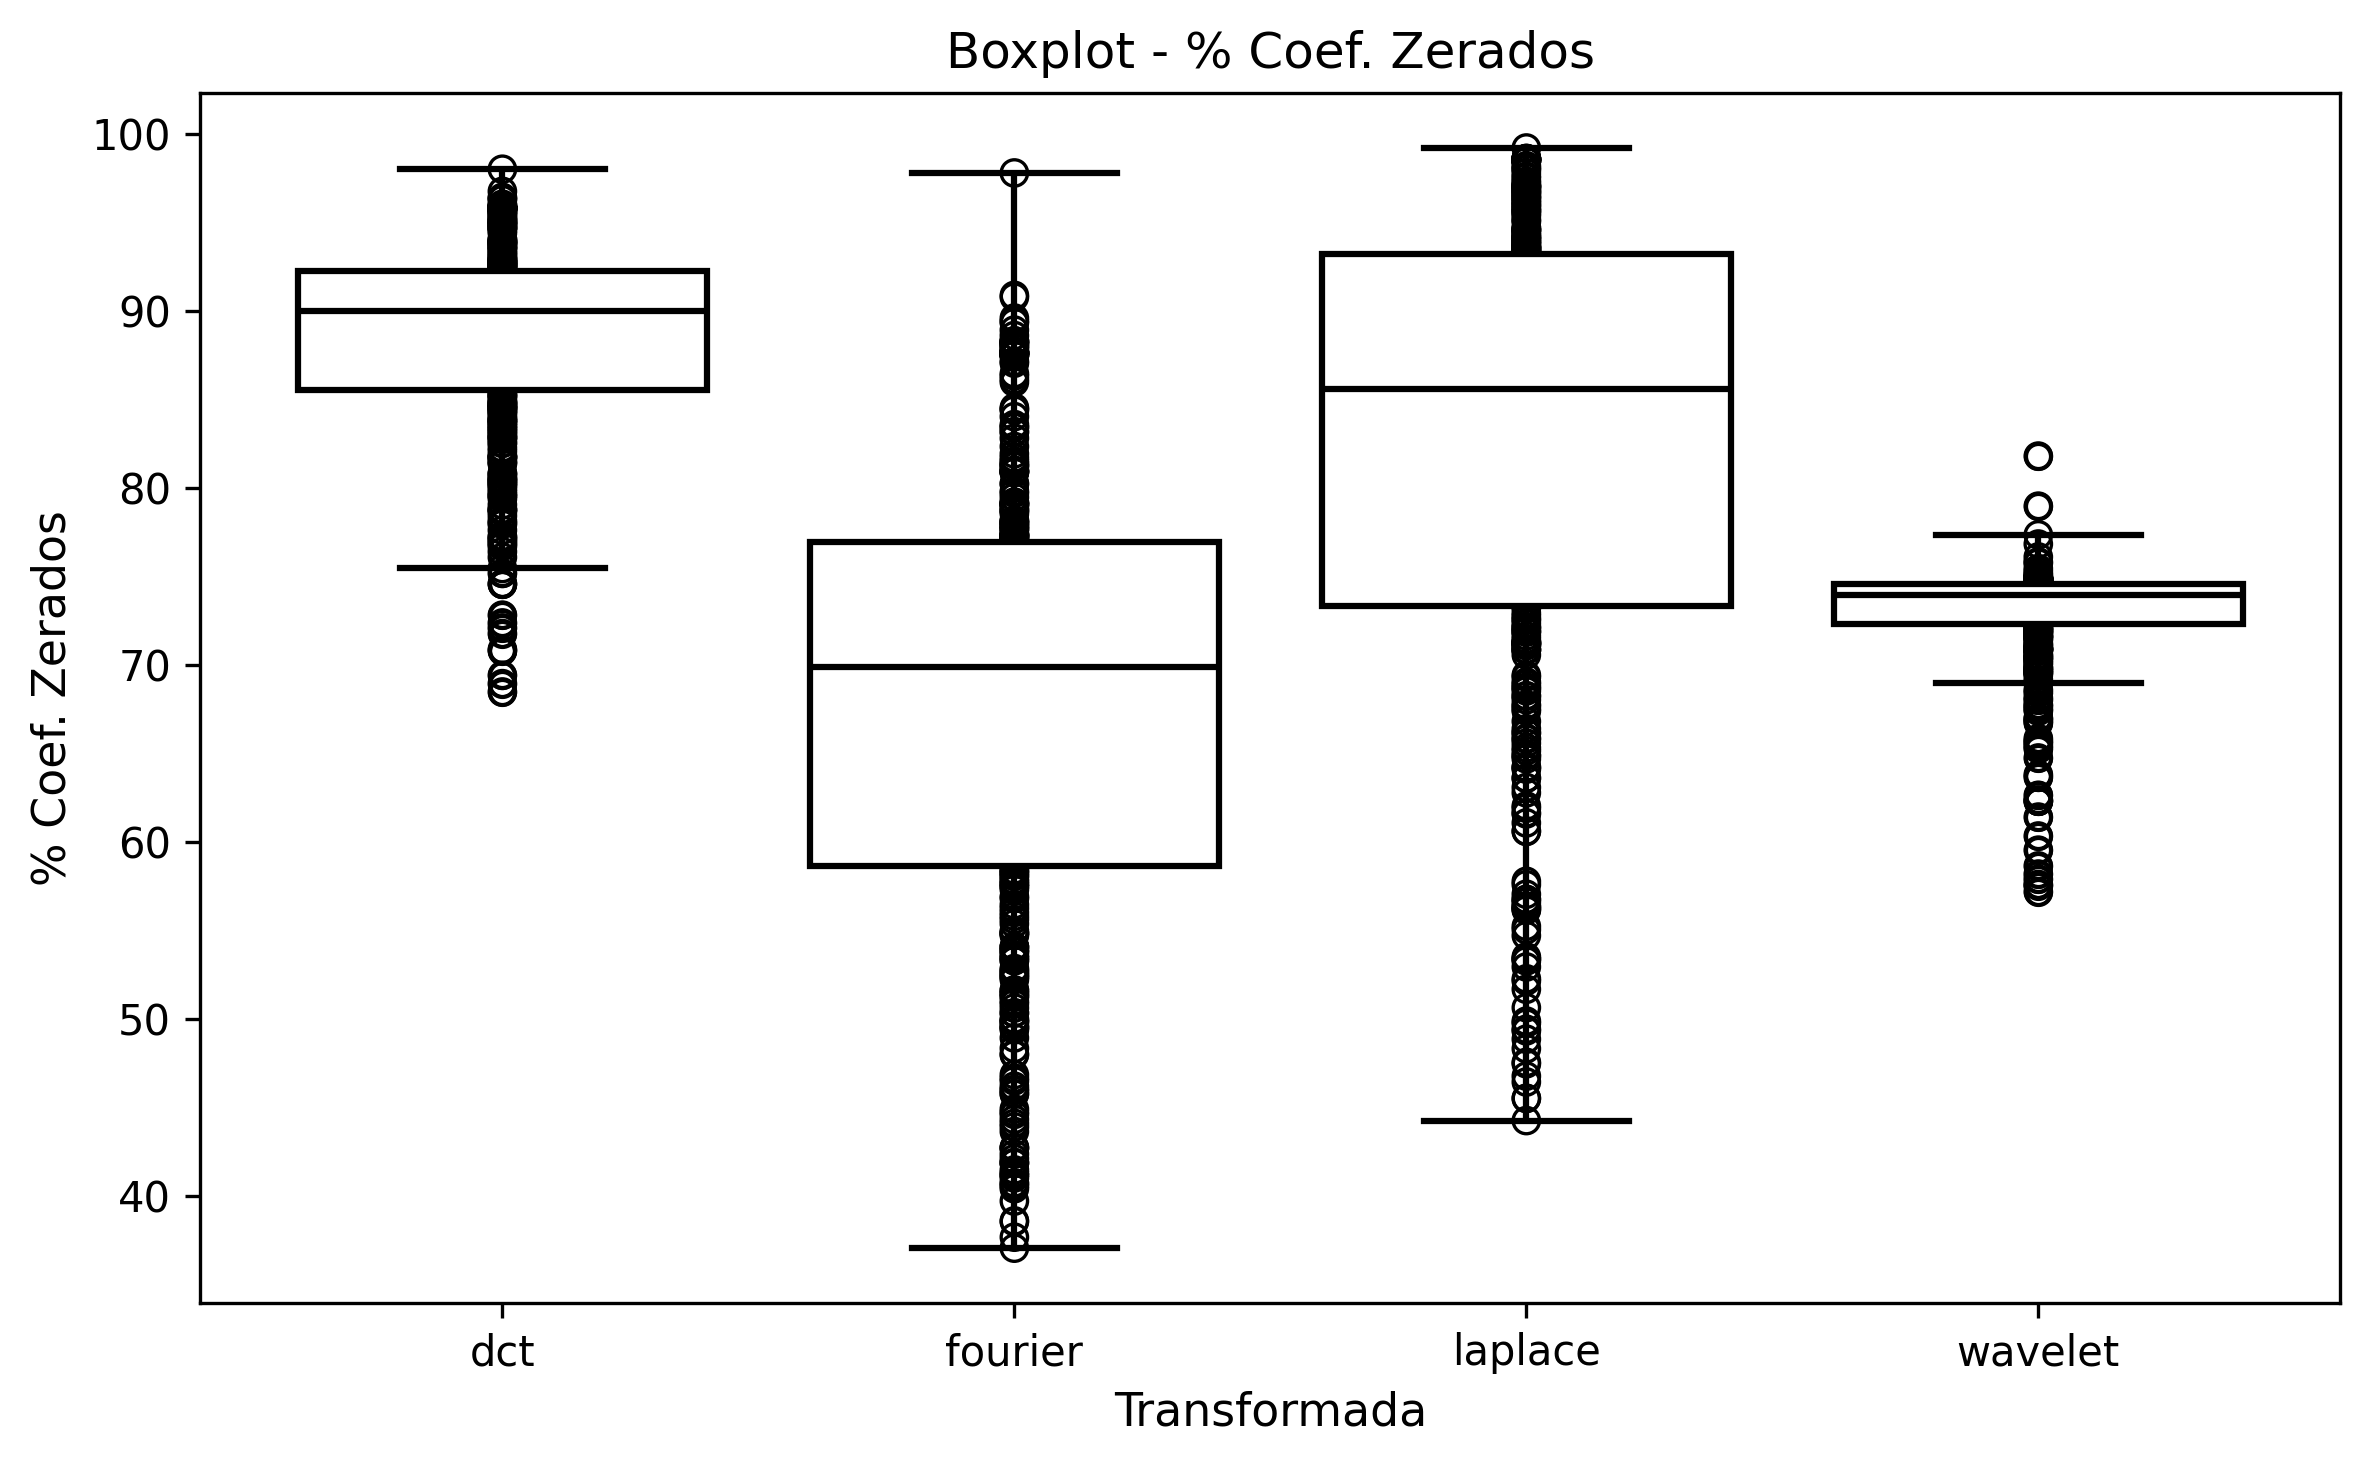 Boxplot - % Coef. Zerados
% Coef. Zerados
100
90
80
70
60
50
40
dct
fourier
laplace
wavelet
Transformada